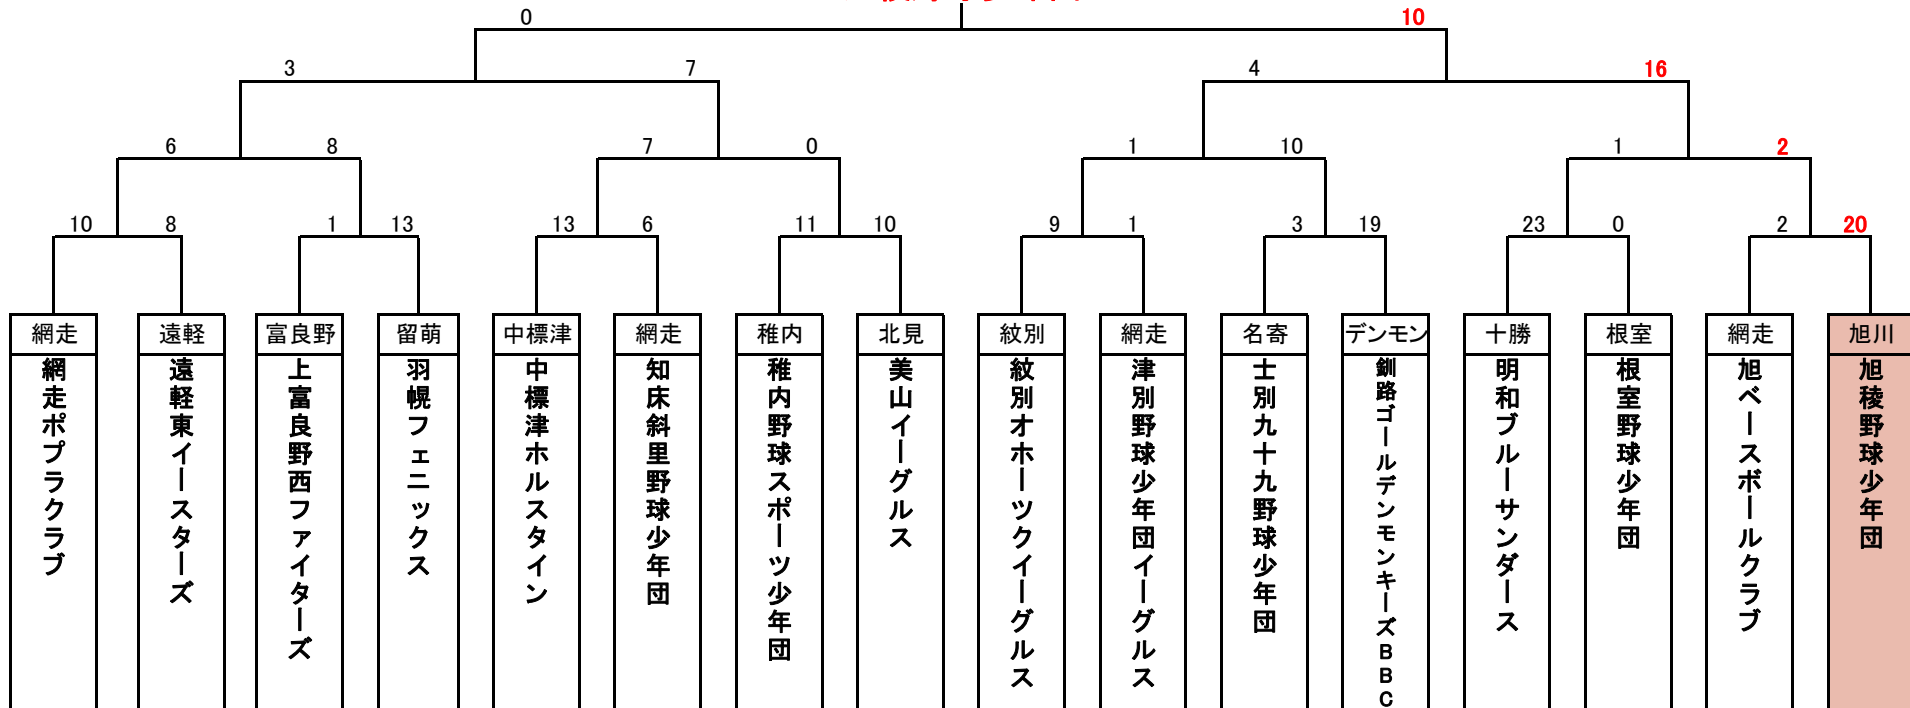 0 10
3 7 4 16
6 8 7 0 1 10 1 2
10 8 1 13 13 6 11 10 9 1 3 19 23 0 2 20
網走 遠軽 富良野 留萌 中標津 網走 稚内 北見 紋別 網走 名寄 デンモン 十勝 根室 網走 旭川
網走ポプラクラブ
遠軽東イースターズ
上富良野西ファイターズ
羽幌フェニックス
中標津ホルスタイン
知床斜里野球少年団
稚内野球スポーツ少年団
美山イーグルス
紋別オホーツクイーグルス
津別野球少年団イーグルス
士別九十九野球少年団
釧路ゴールデンモンキーズBBC
明和ブルーサンダース
根室野球少年団
旭ベースボールクラブ
旭稜野球少年団